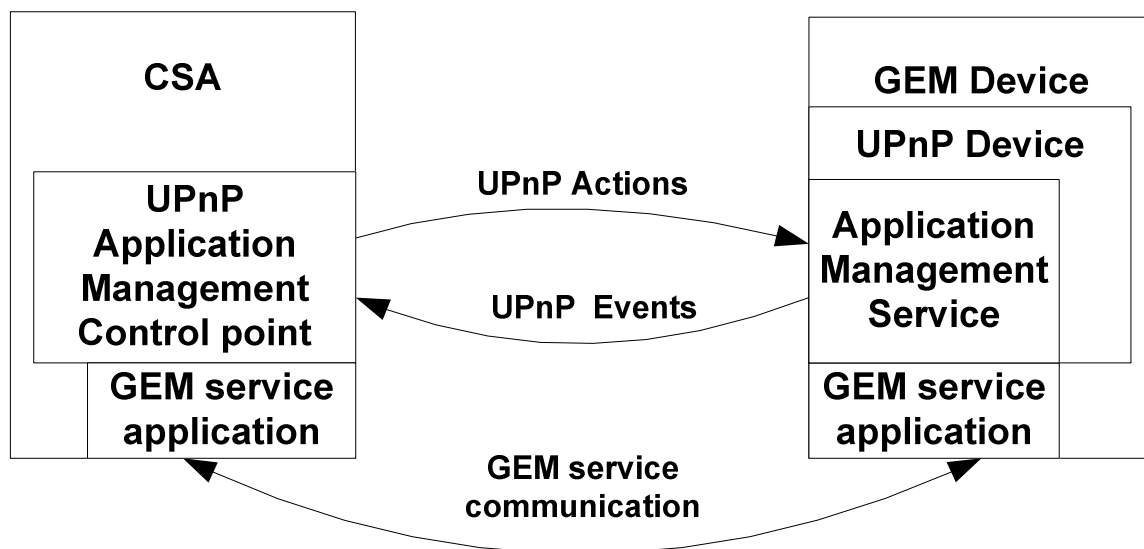 CSA
UPnP
Application
Management
Control point
GEM service
application
UPnP Actions
UPnP Events
GEM service
communication
GEM Device
UPnP Device
Application
Management
Service
GEM service
application